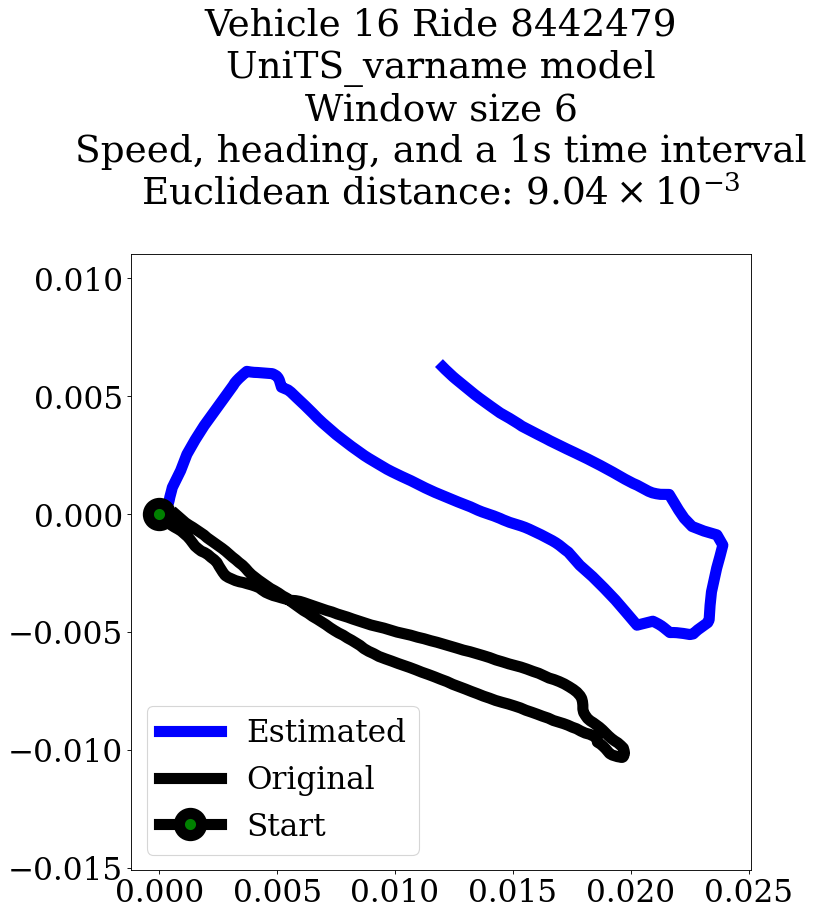 Vehicle 16 Ride 8442479
UniTS_varname model
Window size 6
Speed, heading, and a 1s time interval
Euclidean distance: 9.04 × 10⁻³
0.010
0.005
0.000
−0.005
−0.010
−0.015
Estimated
Original
Start
0.000 0.005 0.010 0.015 0.020 0.025